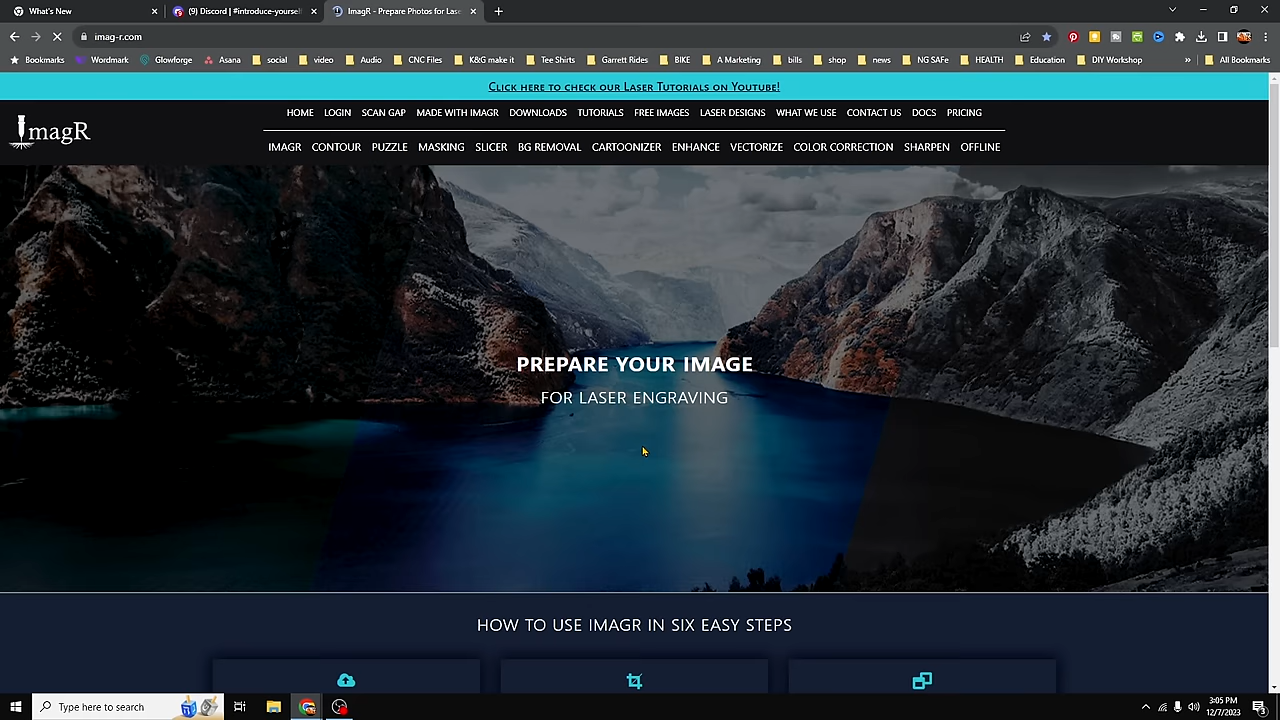 What's New
(9) Discord | #introduce-yoursel
ImagR - Prepare Photos for Lase
imag-r.com
Bookmarks Wordmark Glowforge Asana social video Audio CNC Files K&G make it Tee Shirts Garrett Rides BIKE A Marketing bills shop news NG SAFe HEALTH Education DIY Workshop » All Bookmarks
Click here to check our Laser Tutorials on Youtube!
HOME LOGIN SCAN GAP MADE WITH IMAGR DOWNLOADS TUTORIALS FREE IMAGES LASER DESIGNS WHAT WE USE CONTACT US DOCS PRICING
ImagR
IMAGR CONTOUR PUZZLE MASKING SLICER BG REMOVAL CARTOONIZER ENHANCE VECTORIZE COLOR CORRECTION SHARPEN OFFLINE
PREPARE YOUR IMAGE
FOR LASER ENGRAVING
HOW TO USE IMAGR IN SIX EASY STEPS
Type here to search
3:05 PM
12/7/2023